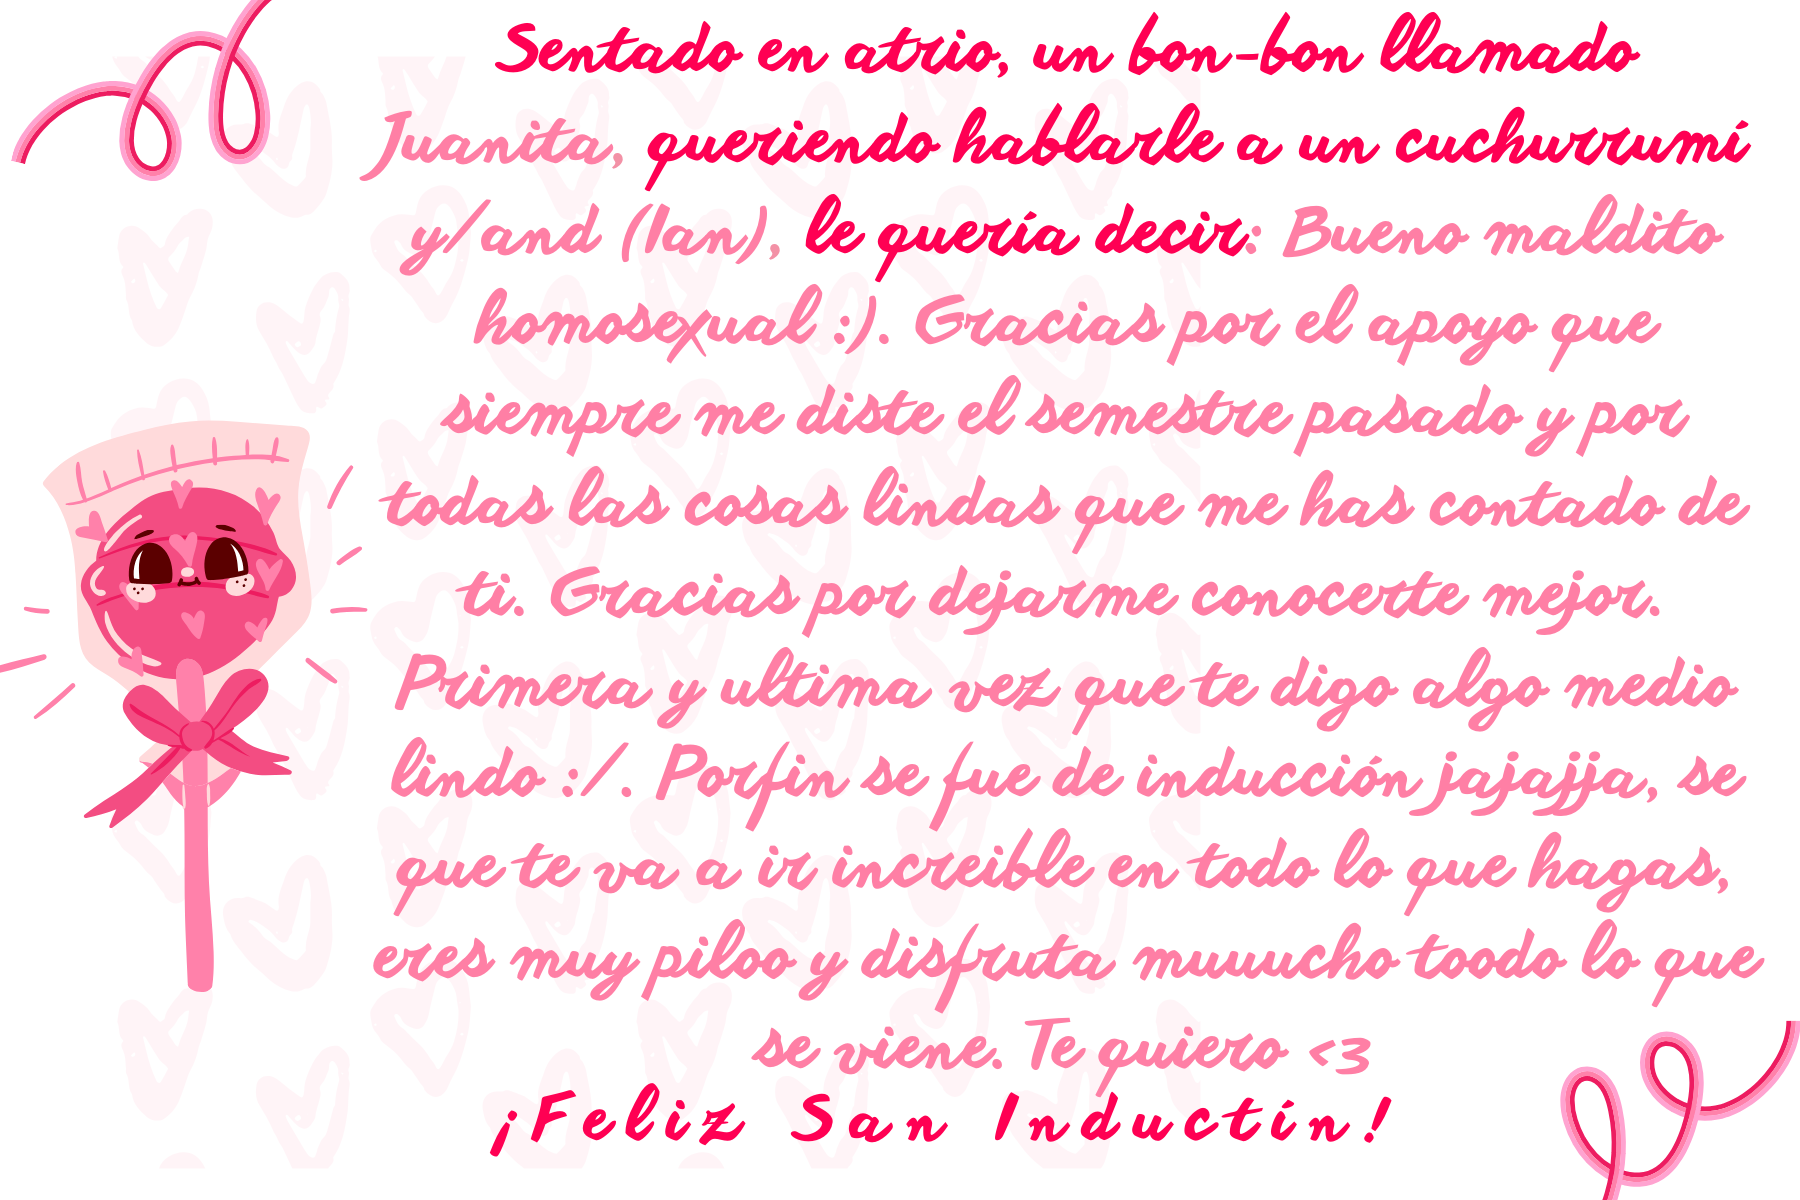 Sentado en atrio, un bon-bon llamado
Juanita, queriendo hablarle a un cuchurrumí
y/and (Ian), le quería decir: Bueno maldito
homosexual :). Gracias por el apoyo que
siempre me diste el semestre pasado y por
todas las cosas lindas que me has contado de
ti. Gracias por dejarme conocerte mejor.
Primera y ultima vez que te digo algo medio
lindo :/. Porfin se fue de inducción jajajja, se
que te va a ir increible en todo lo que hagas,
eres muy piloo y disfruta muuucho toodo lo que
se viene. Te quiero <3
¡Feliz San Inductín!